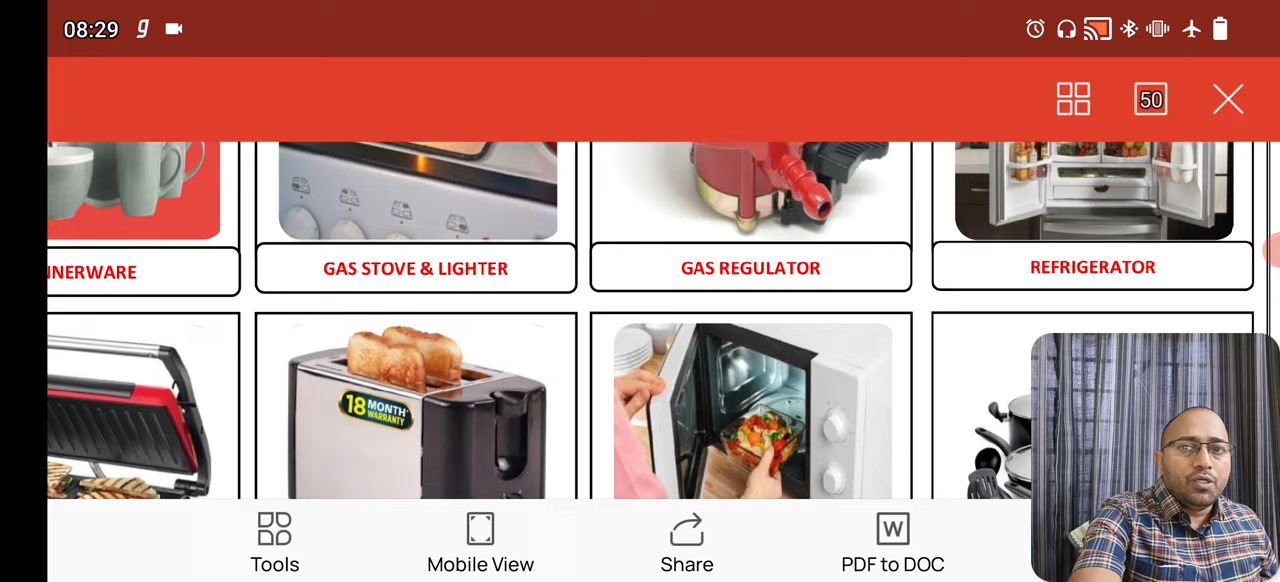 08:29
50
NNERWARE
GAS STOVE & LIGHTER
GAS REGULATOR
REFRIGERATOR
18 MONTH*
WARRANTY
Tools
Mobile View
Share
W
PDF to DOC